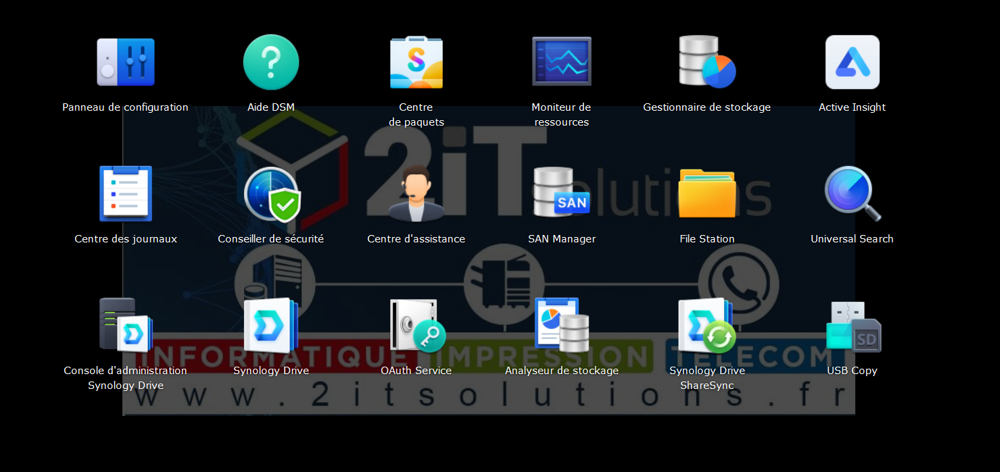 Panneau de configuration
Aide DSM
Centre
de paquets
Moniteur de
ressources
Gestionnaire de stockage
Active Insight
2iTsolutions
Centre des journaux
Conseiller de sécurité
Centre d'assistance
SAN
SAN Manager
File Station
Universal Search
SD
INFORMATIQUE
IMPRESSION
TELECOM
Console d'administration
Synology Drive
Synology Drive
OAuth Service
Analyseur de stockage
Synology Drive
ShareSync
USB Copy
www.2itsolutions.fr